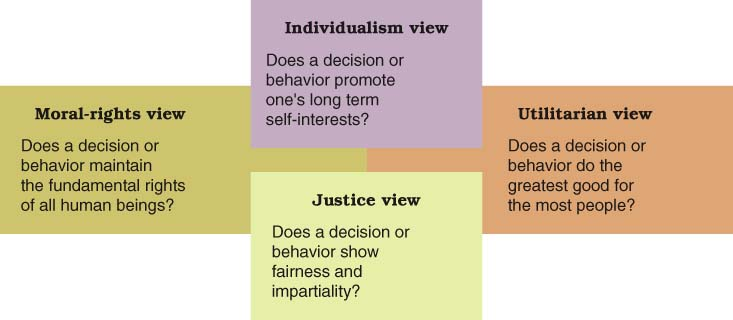 Individualism view
Does a decision or
behavior promote
one's long term
self-interests?
Moral-rights view
Does a decision or
behavior maintain
the fundamental rights
of all human beings?
Utilitarian view
Does a decision or
behavior do the
greatest good for
the most people?
Justice view
Does a decision or
behavior show
fairness and
impartiality?